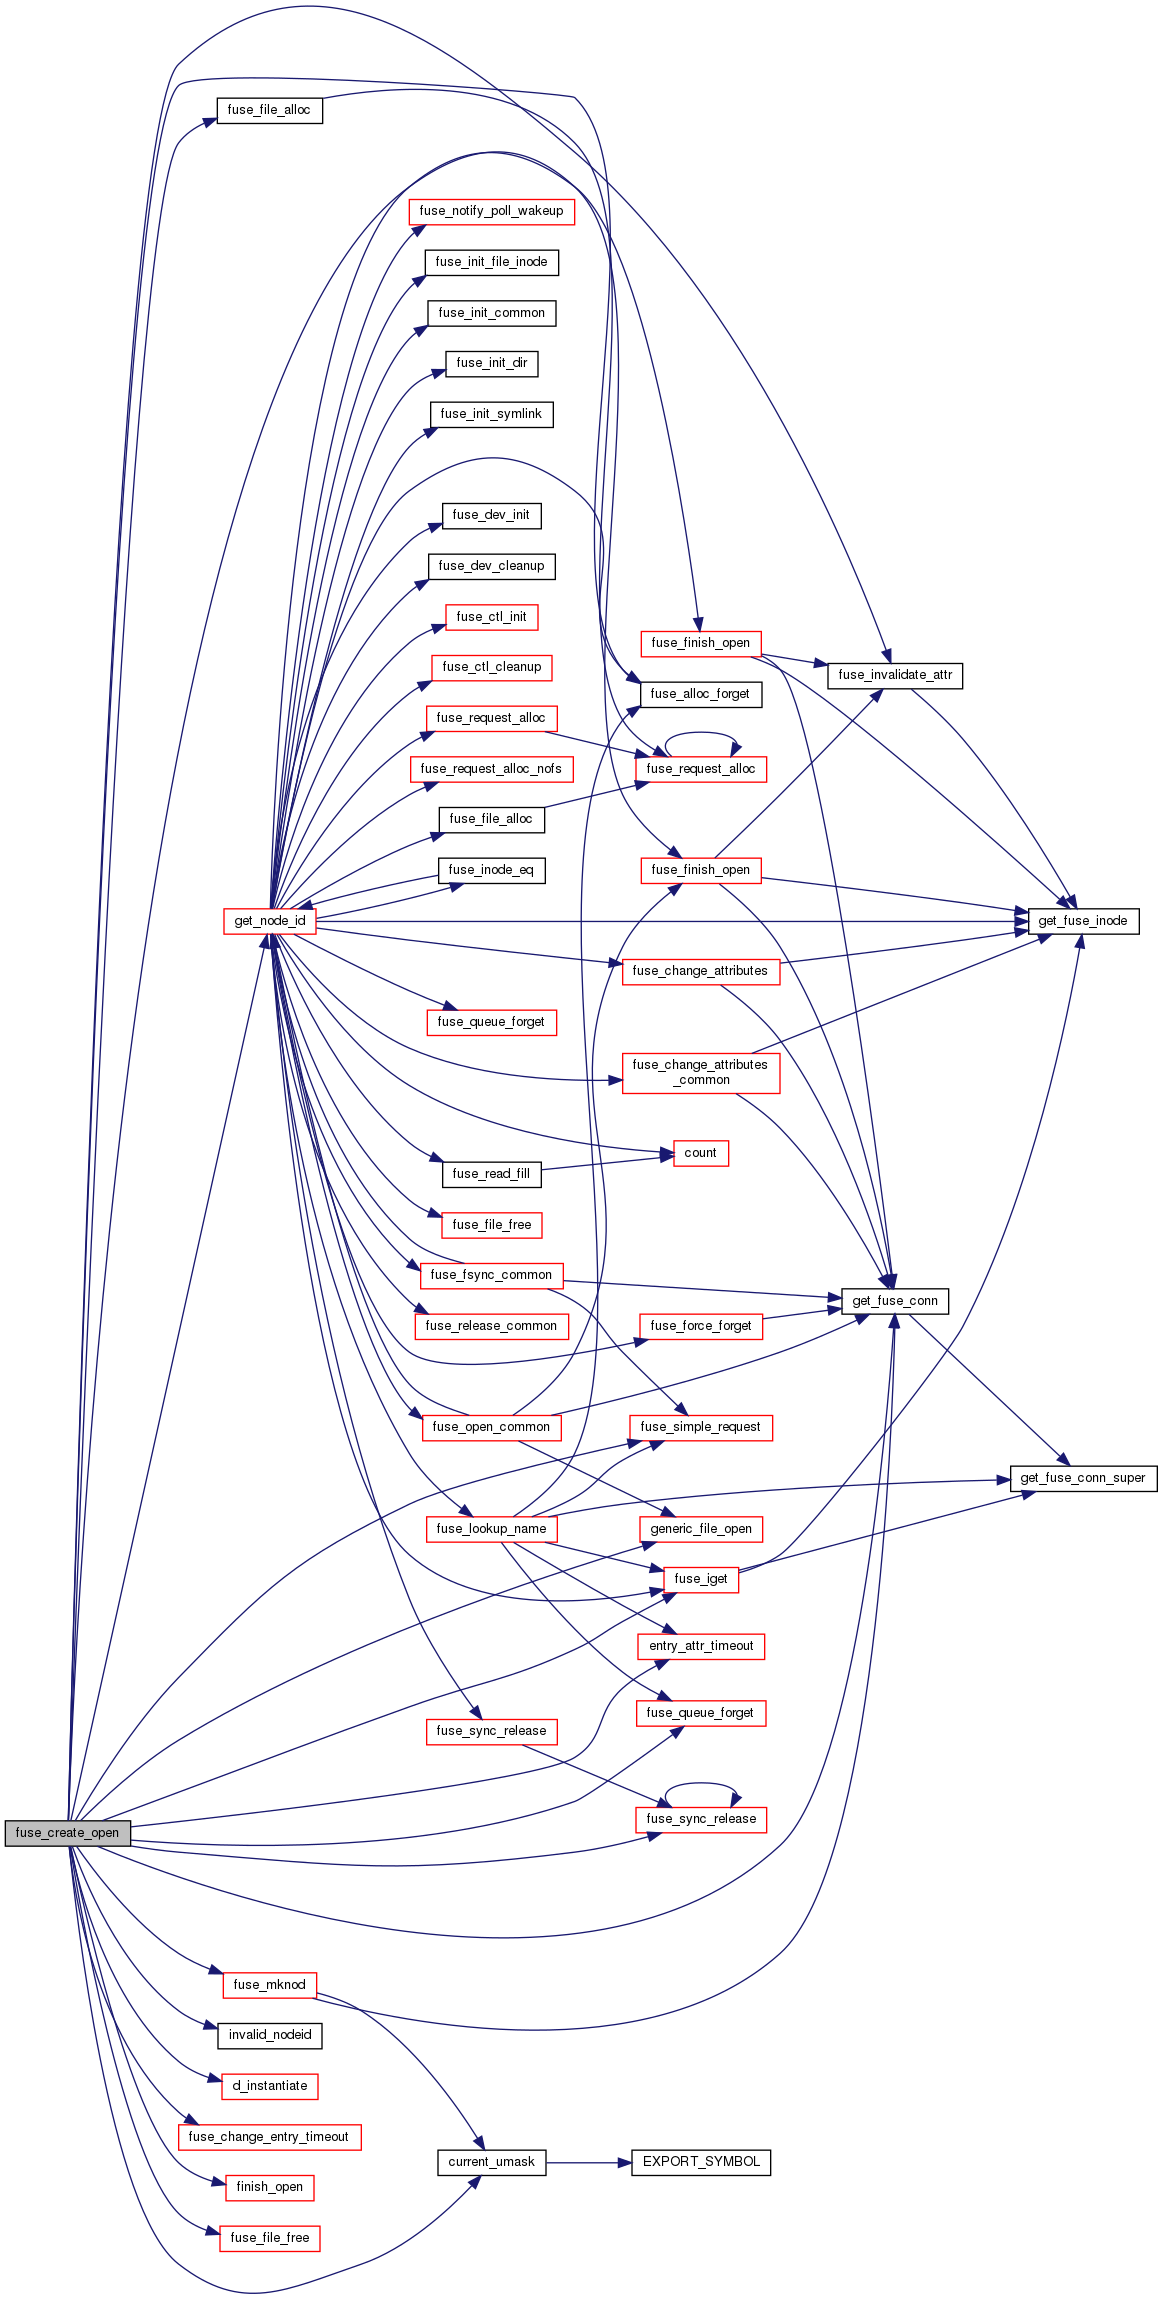 fuse_file_alloc
fuse_notify_poll_wakeup
fuse_init_file_inode
fuse_init_common
fuse_init_dir
fuse_init_symlink
fuse_dev_init
fuse_dev_cleanup
fuse_ctl_init
fuse_finish_open
fuse_ctl_cleanup
fuse_invalidate_attr
fuse_alloc_forget
fuse_request_alloc
fuse_request_alloc_nofs
fuse_request_alloc
fuse_file_alloc
fuse_inode_eq
fuse_finish_open
get_node_id
get_fuse_inode
fuse_change_attributes
fuse_queue_forget
fuse_change_attributes
_common
count
fuse_read_fill
fuse_file_free
fuse_fsync_common
get_fuse_conn
fuse_release_common
fuse_force_forget
fuse_open_common
fuse_simple_request
get_fuse_conn_super
fuse_lookup_name
generic_file_open
fuse_iget
entry_attr_timeout
fuse_queue_forget
fuse_sync_release
fuse_sync_release
fuse_create_open
fuse_mknod
invalid_nodeid
d_instantiate
fuse_change_entry_timeout
current_umask
EXPORT_SYMBOL
finish_open
fuse_file_free